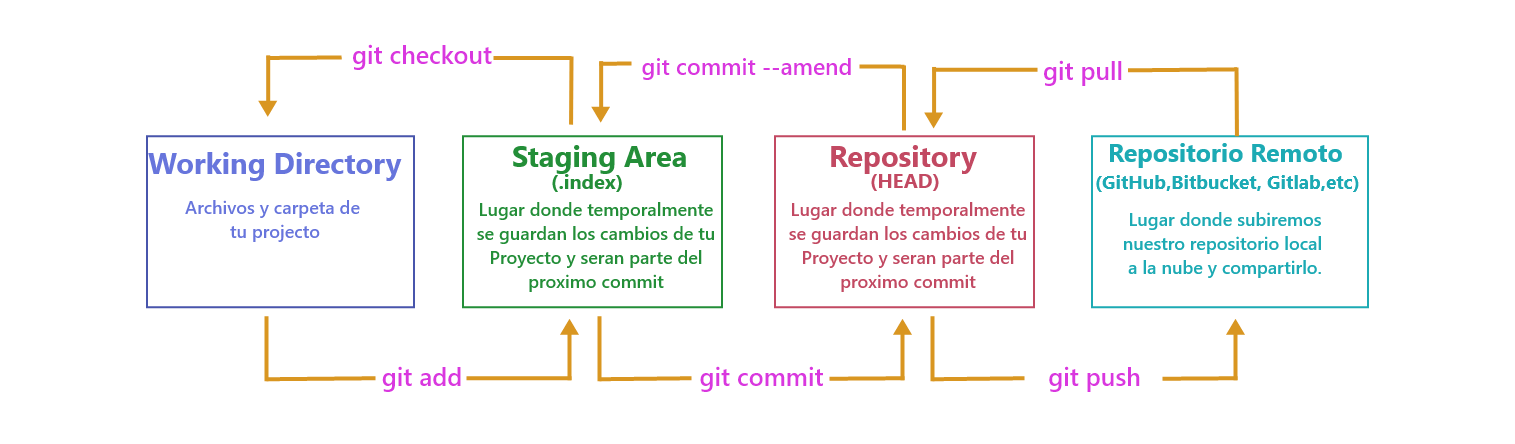 git checkout
git commit --amend
git pull
Working Directory
Archivos y carpeta de
tu projecto
Staging Area
(.index)
Lugar donde temporalmente
se guardan los cambios de tu
Proyecto y seran parte del
proximo commit
Repository
(HEAD)
Lugar donde temporalmente
se guardan los cambios de tu
Proyecto y seran parte del
proximo commit
Repositorio Remoto
(GitHub,Bitbucket, Gitlab,etc)
Lugar donde subiremos
nuestro repositorio local
a la nube y compartirlo.
git add
git commit
git push